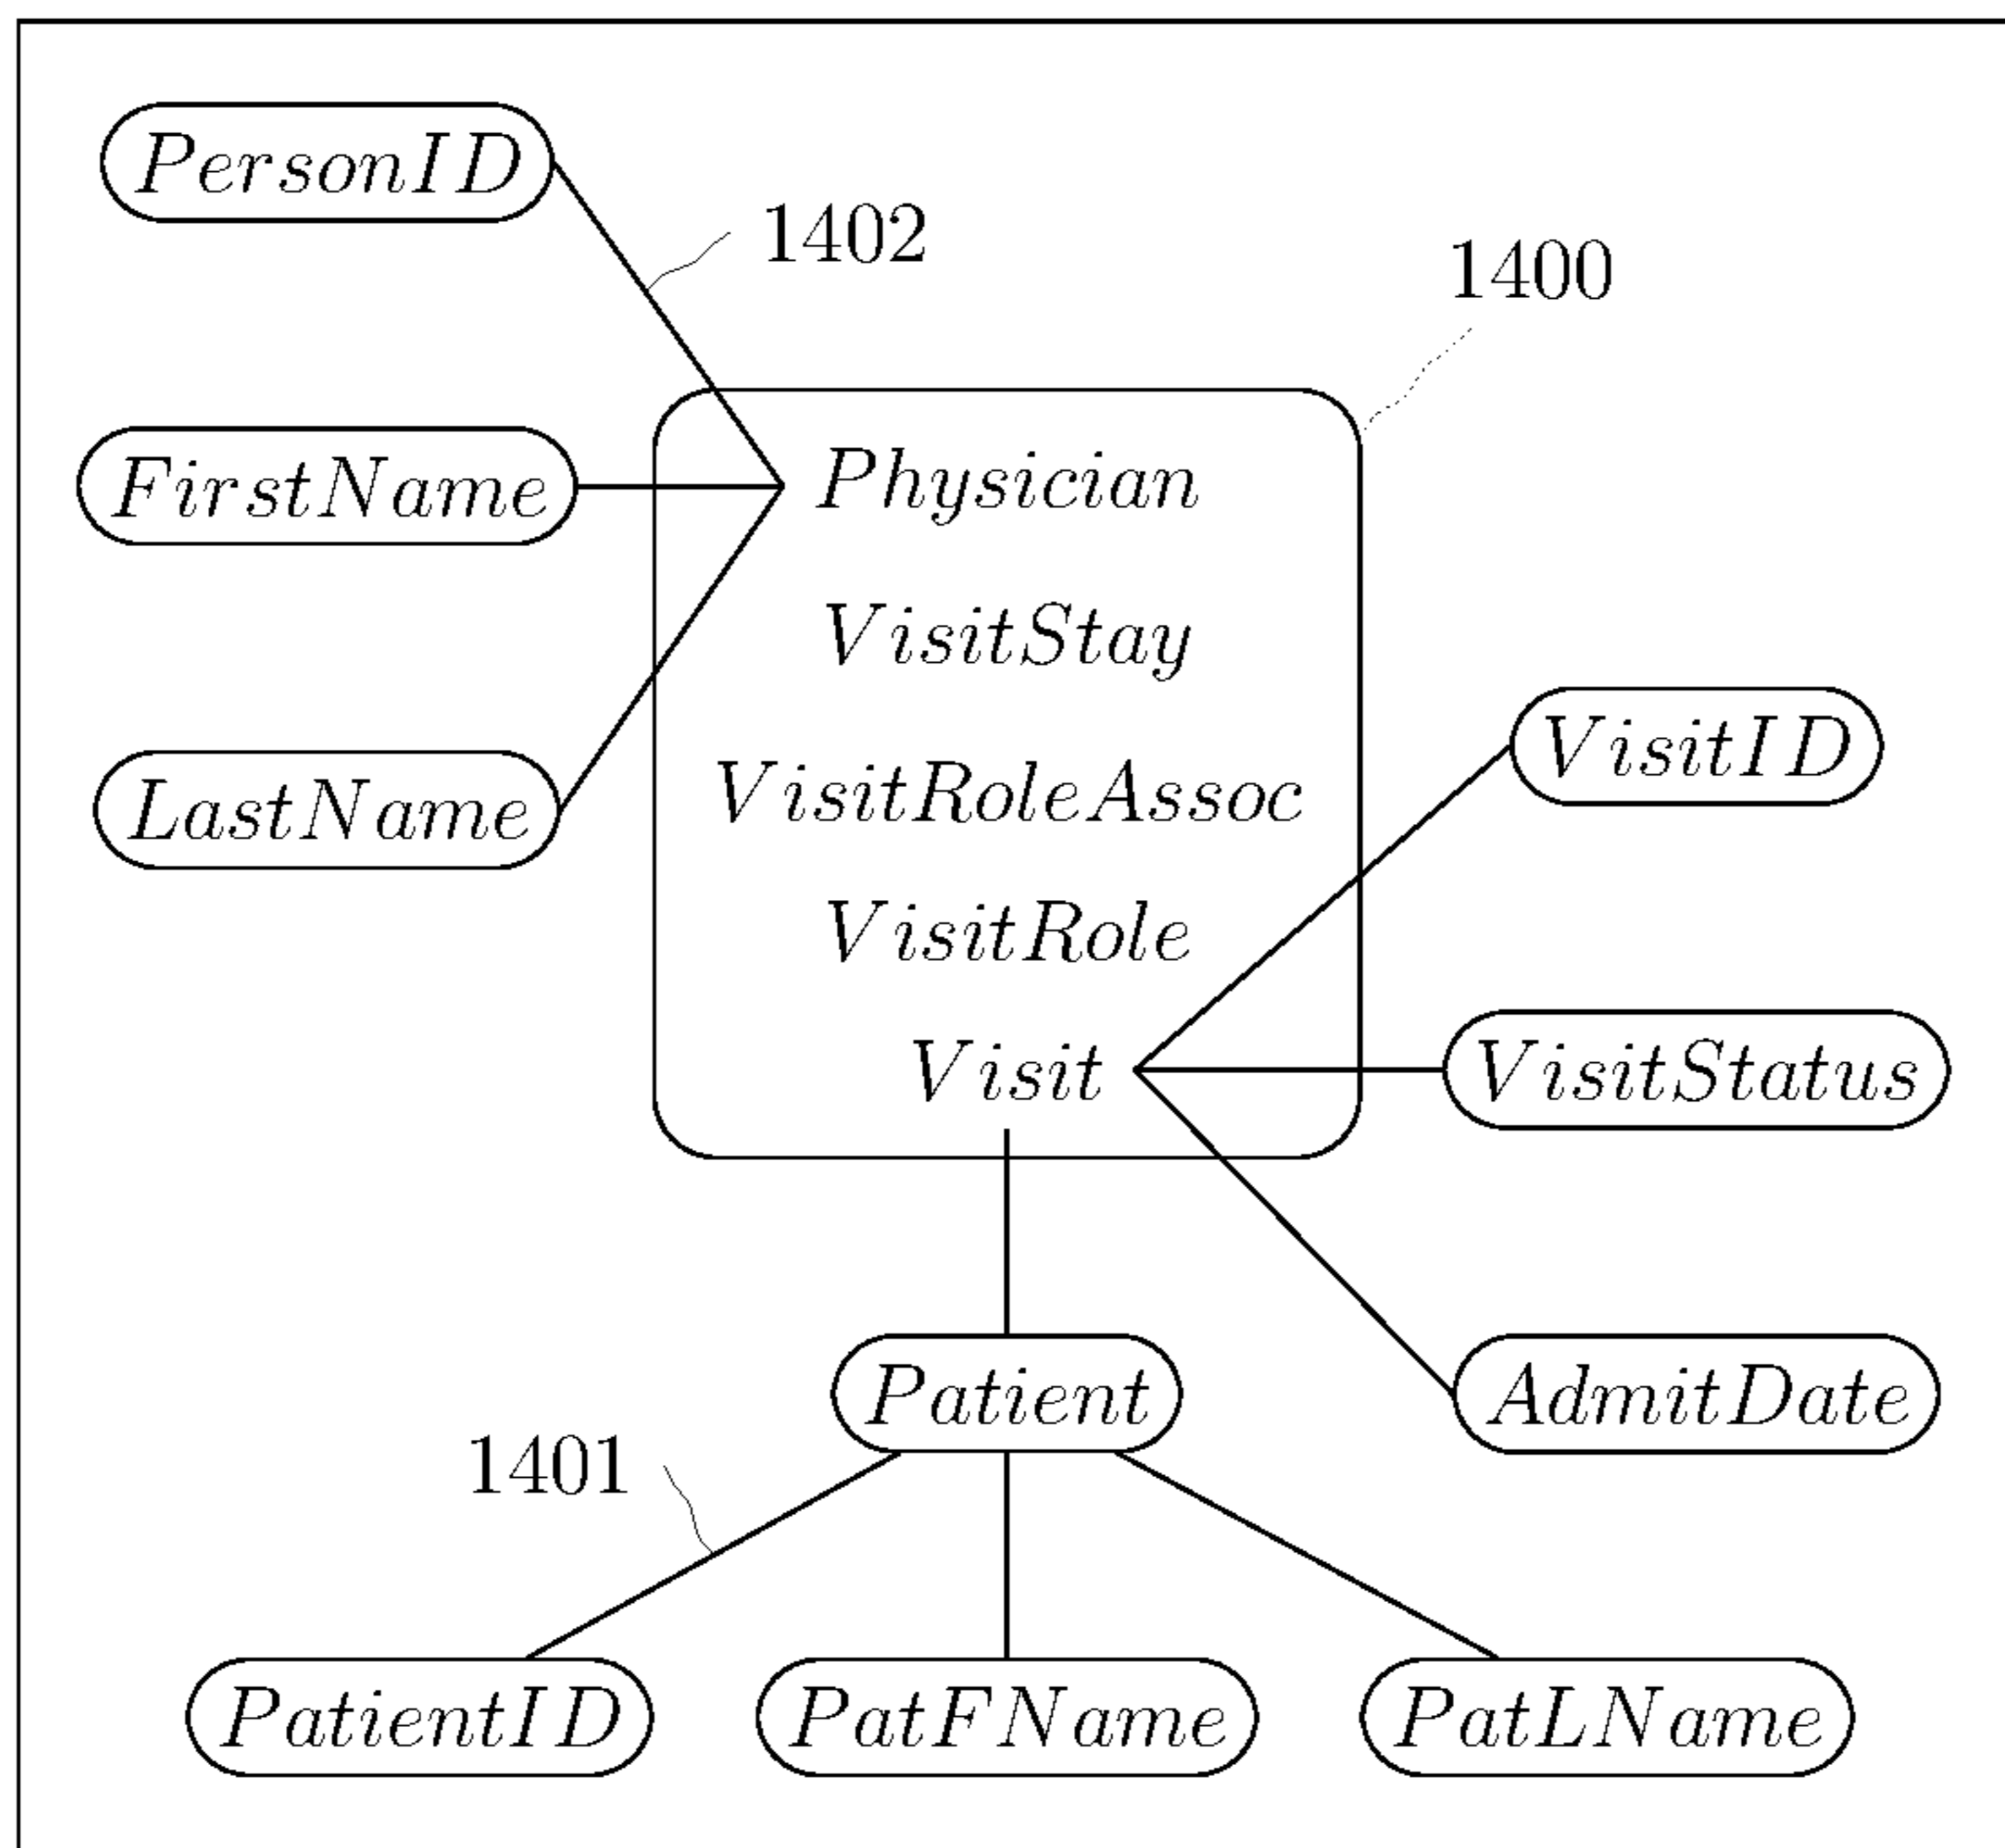 PersonID
1402
1400
FirstName
Physician
VisitStay
VisitID
LastName
VisitRoleAssoc
VisitRole
Visit
VisitStatus
Patient
AdmitDate
1401
PatientID
PatFName
PatLName